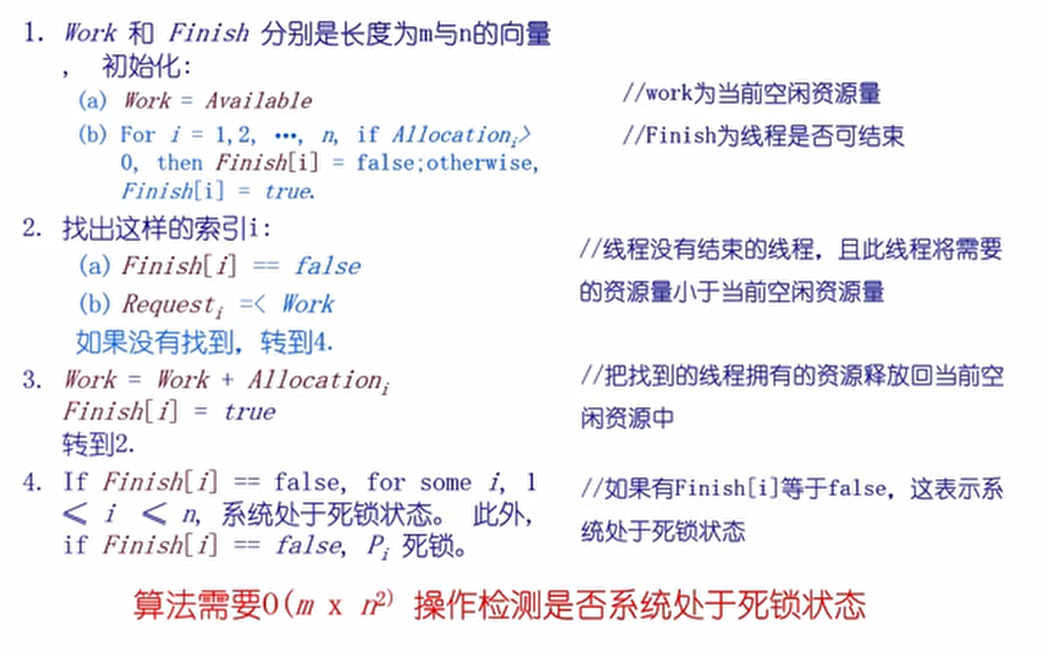 1. Work 和 Finish 分别是长度为m与n的向量
， 初始化：
(a) Work = Available
//work为当前空闲资源量
(b) For i = 1,2, …, n, if Allocationᵢ>
//Finish为线程是否可结束
0, then Finish[i] = false;otherwise,
Finish[i] = true.
2. 找出这样的索引i：
(a) Finish[i] == false
//线程没有结束的线程，且此线程将需要
的资源量小于当前空闲资源量
(b) Requestᵢ =< Work
如果没有找到，转到4.
3. Work = Work + Allocationᵢ
//把找到的线程拥有的资源释放回当前空
闲资源中
Finish[i] = true
转到2.
4. If Finish[i] == false, for some i, 1
≤ i ≤ n, 系统处于死锁状态。 此外,
if Finish[i] == false, Pᵢ 死锁。
//如果有Finish[i]等于false，这表示系
统处于死锁状态
算法需要O(m x n²⁾ 操作检测是否系统处于死锁状态